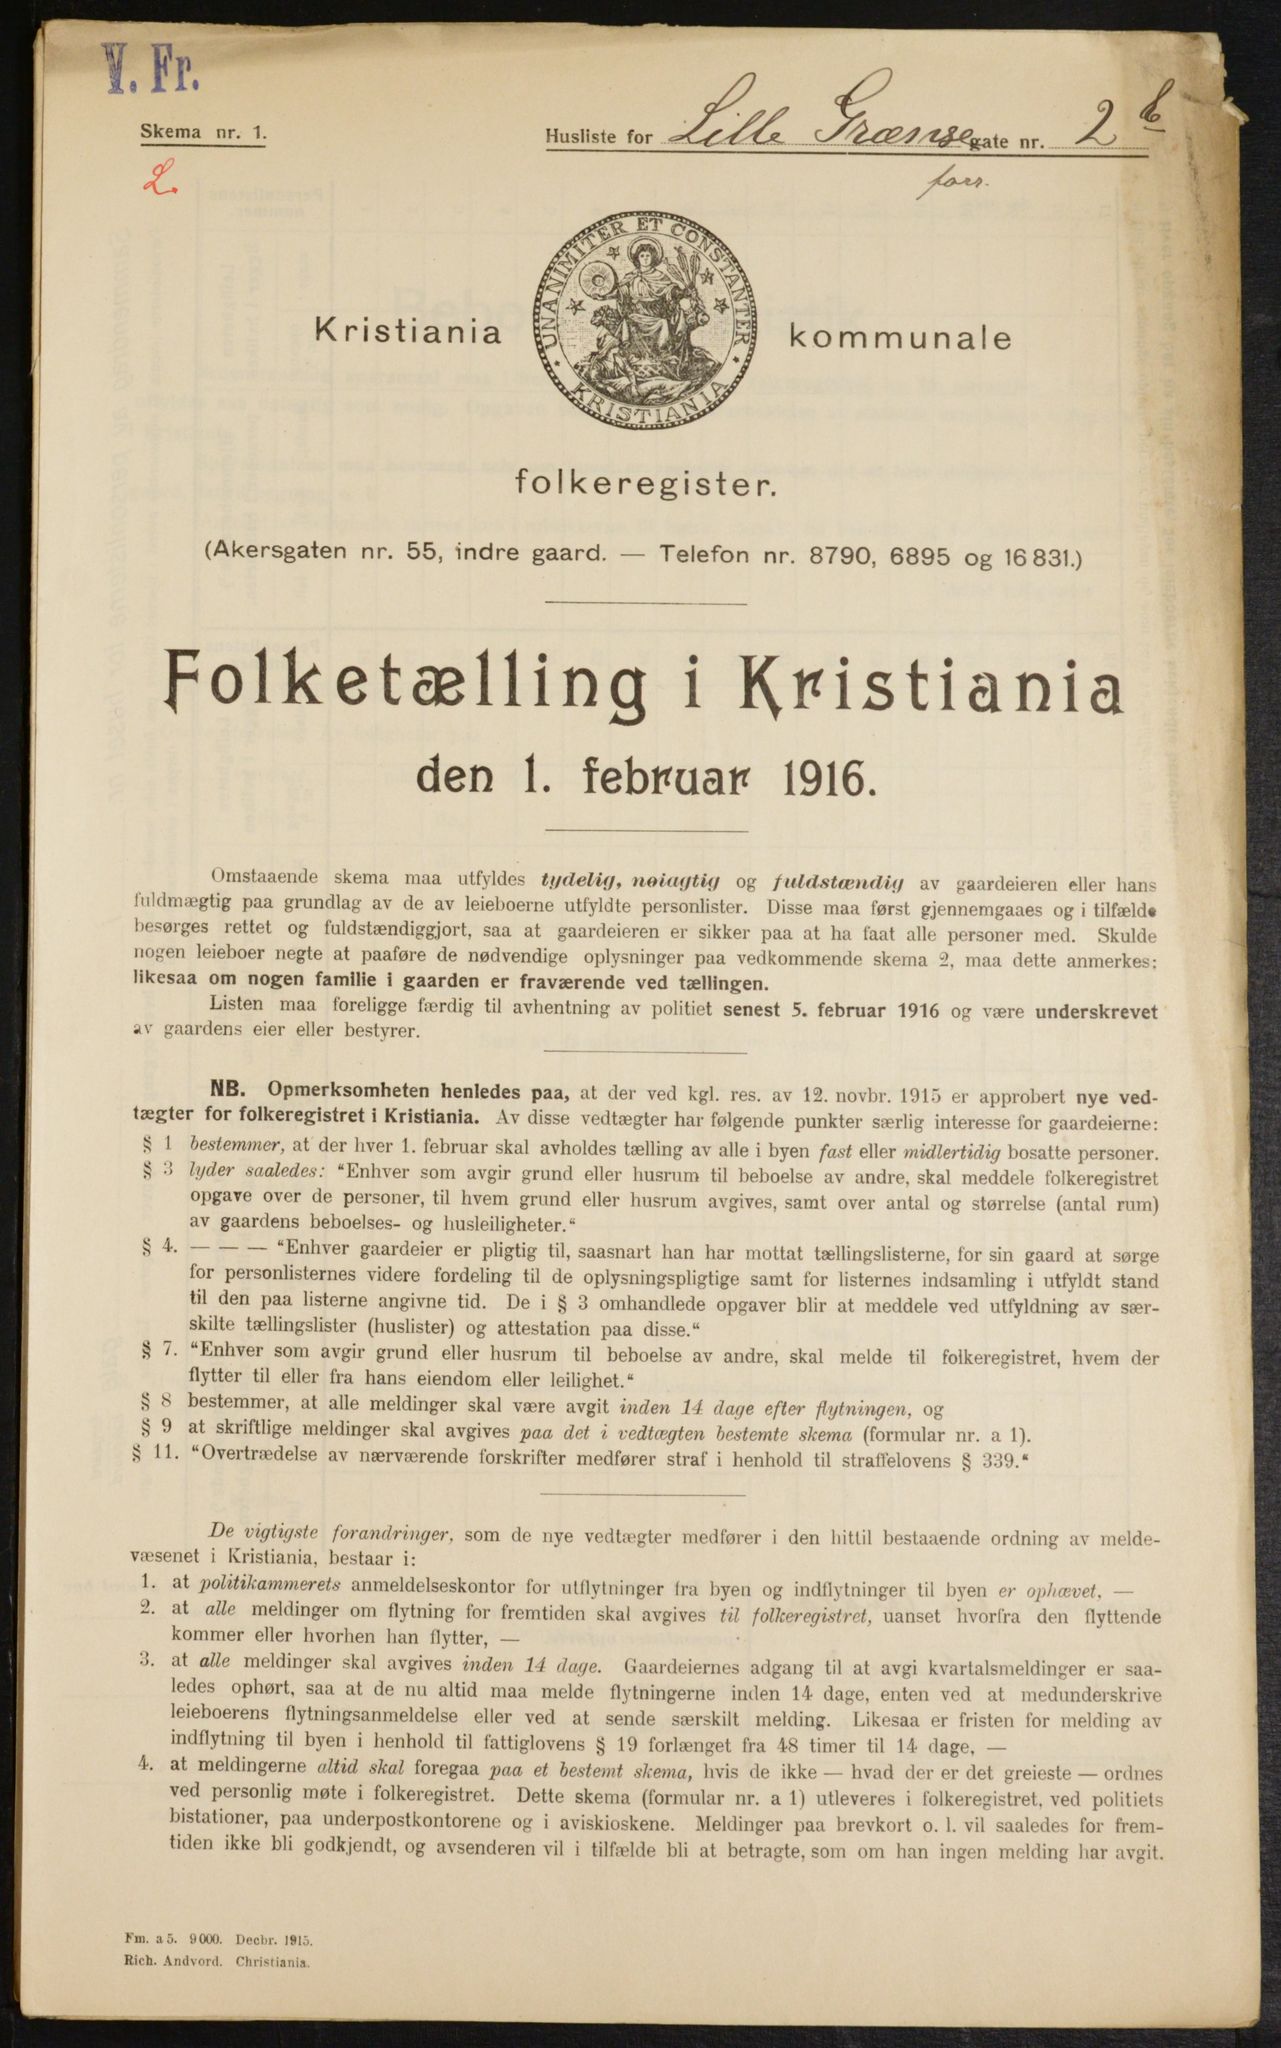 V. Fr.
Skema nr. 1.
Husliste for Lille Grænsegate nr. 2
L.
forr.
UNANIMITER ET CONSTANTER
KRISTIANIA
Kristiania kommunale
folkeregister.
(Akersgaten nr. 55, indre gaard. — Telefon nr. 8790, 6895 og 16 831.)
Folketælling i Kristiania
den 1. februar 1916.
Omstaaende skema maa utfyldes tydelig, nøiagtig og fuldstændig av gaardeieren eller hans
fuldmægtig paa grundlag av de av leieboerne utfyldte personlister. Disse maa først gjennemgaaes og i tilfælde
besørges rettet og fuldstændiggjort, saa at gaardeieren er sikker paa at ha faat alle personer med. Skulde
nogen leieboer negte at paaføre de nødvendige oplysninger paa vedkommende skema 2, maa dette anmerkes;
likesaa om nogen familie i gaarden er fraværende ved tællingen.
Listen maa foreligge færdig til avhentning av politiet senest 5. februar 1916 og være underskrevet
av gaardens eier eller bestyrer.
NB. Opmerksomheten henledes paa, at der ved kgl. res. av 12. novbr. 1915 er approbert nye ved-
tægter for folkeregistret i Kristiania. Av disse vedtægter har følgende punkter særlig interesse for gaardeierne:
§ 1 bestemmer, at der hver 1. februar skal avholdes tælling av alle i byen fast eller midlertidig bosatte personer.
§ 3 lyder saaledes: “Enhver som avgir grund eller husrum til beboelse av andre, skal meddele folkeregistret
opgave over de personer, til hvem grund eller husrum avgives, samt over antal og størrelse (antal rum)
av gaardens beboelses- og husleiligheter.“
§ 4. — — — “Enhver gaardeier er pligtig til, saasnart han har mottat tællingslisterne, for sin gaard at sørge
for personlisternes videre fordeling til de oplysningspligtige samt for listernes indsamling i utfyldt stand
til den paa listerne angivne tid. De i § 3 omhandlede opgaver blir at meddele ved utfyldning av sær-
skilte tællingslister (huslister) og attestation paa disse.“
§ 7. “Enhver som avgir grund eller husrum til beboelse av andre, skal melde til folkeregistret, hvem der
flytter til eller fra hans eiendom eller leilighet.“
§ 8 bestemmer, at alle meldinger skal være avgit inden 14 dage efter flytningen, og
§ 9 at skriftlige meldinger skal avgives paa det i vedtægten bestemte skema (formular nr. a 1).
§ 11. “Overtrædelse av nærværende forskrifter medfører straf i henhold til straffelovens § 339.“
De vigtigste forandringer, som de nye vedtægter medfører i den hittil bestaaende ordning av melde-
væsenet i Kristiania, bestaar i:
1. at politikammerets anmeldelseskontor for utflytninger fra byen og indflytninger til byen er ophævet, —
2. at alle meldinger om flytning for fremtiden skal avgives til folkeregistret, uanset hvorfra den flyttende
kommer eller hvorhen han flytter, —
3. at alle meldinger skal avgives inden 14 dage. Gaardeiernes adgang til at avgi kvartalsmeldinger er saa-
ledes ophørt, saa at de nu altid maa melde flytningerne inden 14 dage, enten ved at medunderskrive
leieboerens flytningsanmeldelse eller ved at sende særskilt melding. Likesaa er fristen for melding av
indflytning til byen i henhold til fattiglovens § 19 forlænget fra 48 timer til 14 dage, —
4. at meldingerne altid skal foregaa paa et bestemt skema, hvis de ikke — hvad der er det greieste — ordnes
ved personlig møte i folkeregistret. Dette skema (formular nr. a 1) utleveres i folkeregistret, ved politiets
bistationer, paa underpostkontorene og i aviskioskene. Meldinger paa brevkort o. l. vil saaledes for frem-
tiden ikke bli godkjendt, og avsenderen vil i tilfælde bli at betragte, som om han ingen melding har avgit.
Fm. a 5. 9 000. Decbr. 1915.
Rich. Andvord. Christiania.